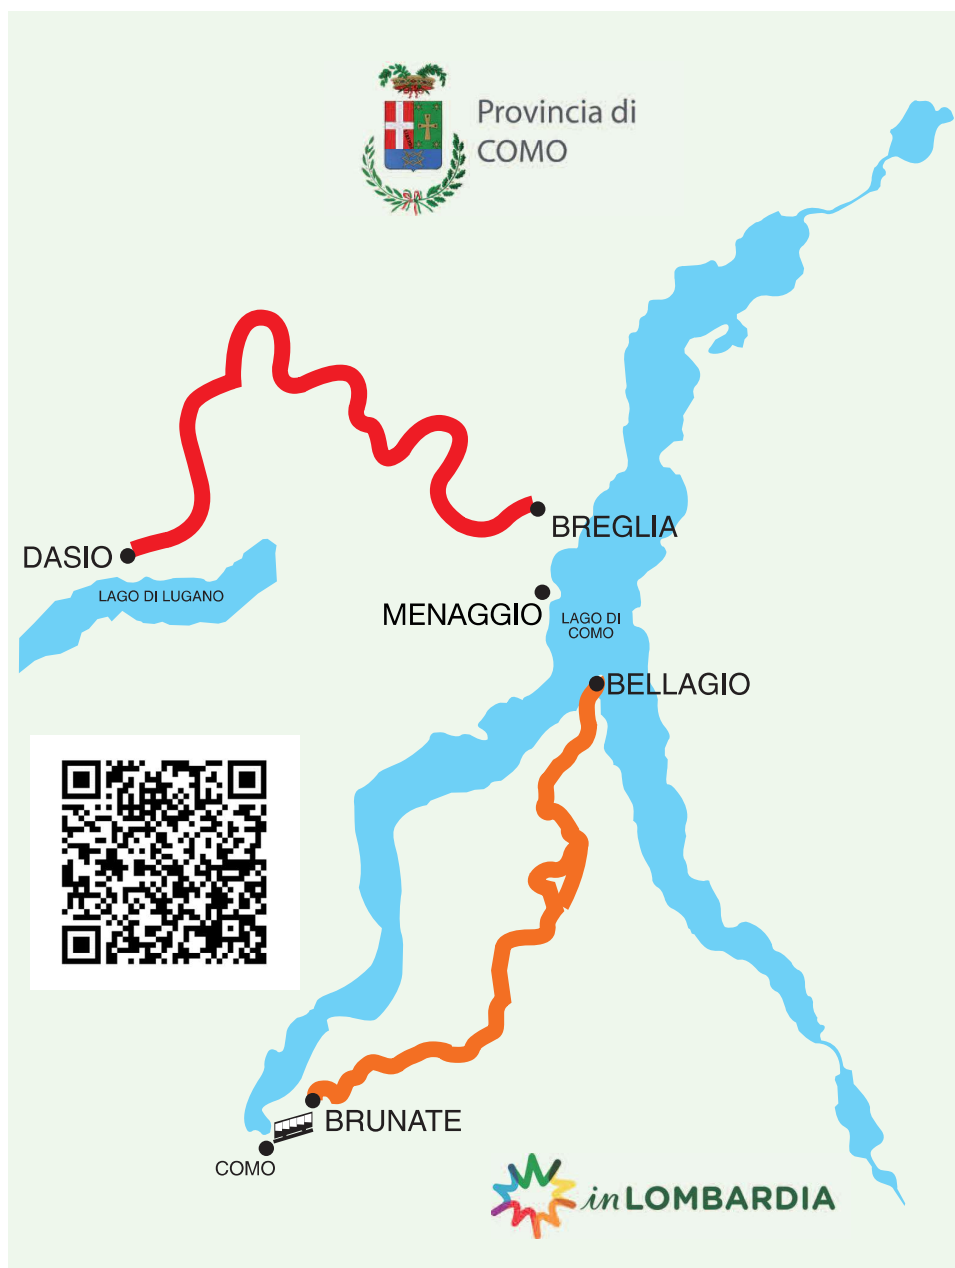 Provincia di
COMO
BREGLIA
DASIO
LAGO DI LUGANO
MENAGGIO
LAGO DI
COMO
BELLAGIO
BRUNATE
COMO
inLOMBARDIA